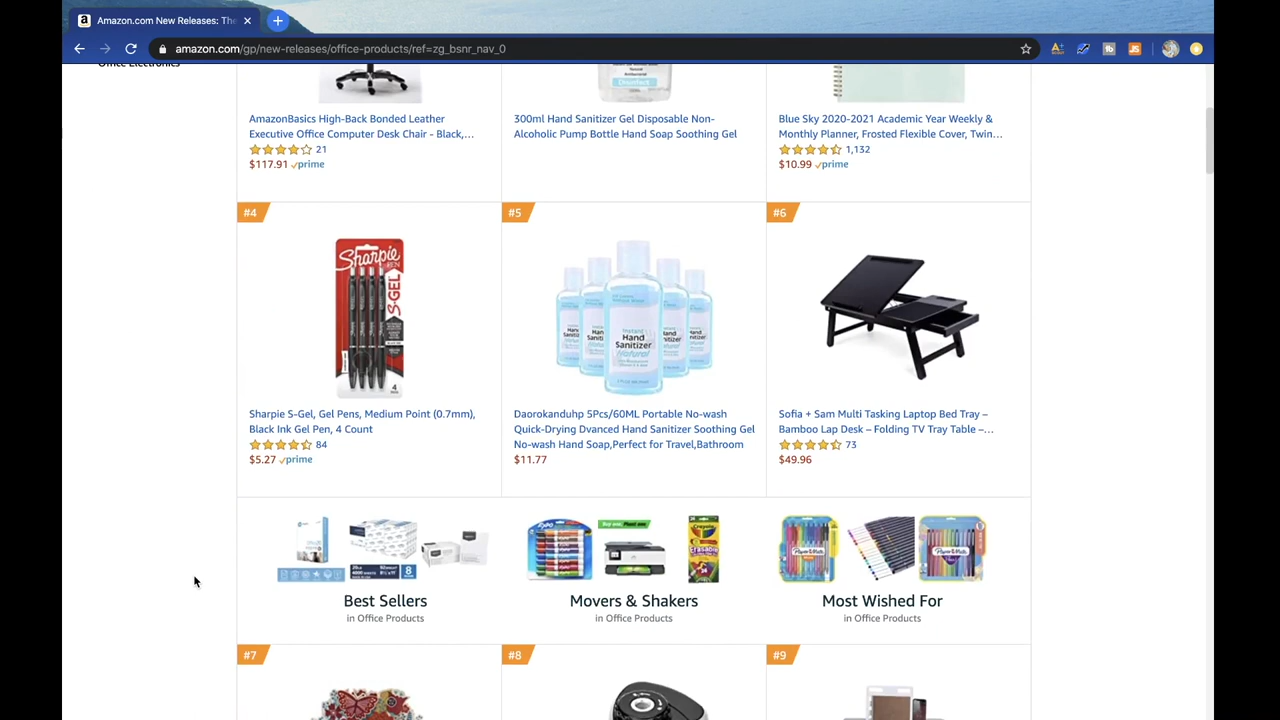 Amazon.com New Releases: The
amazon.com/gp/new-releases/office-products/ref=zg_bsnr_nav_0
Office Electronics
AmazonBasics High-Back Bonded Leather
Executive Office Computer Desk Chair - Black,...
21
$117.91 prime
300ml Hand Sanitizer Gel Disposable Non-
Alcoholic Pump Bottle Hand Soap Soothing Gel
Blue Sky 2020-2021 Academic Year Weekly &
Monthly Planner, Frosted Flexible Cover, Twin...
1,132
$10.99 prime
#4
Sharpie
S·GEL
4
Sharpie S-Gel, Gel Pens, Medium Point (0.7mm),
Black Ink Gel Pen, 4 Count
84
$5.27 prime
#5
Instant
Hand
Sanitizer
Natural
Daorokanduhp 5Pcs/60ML Portable No-wash
Quick-Drying Dvanced Hand Sanitizer Soothing Gel
No-wash Hand Soap,Perfect for Travel,Bathroom
$11.77
#6
Sofia + Sam Multi Tasking Laptop Bed Tray –
Bamboo Lap Desk – Folding TV Tray Table –...
73
$49.96
Best Sellers
in Office Products
EXPO
Crayola
Movers & Shakers
in Office Products
PaperMate
PaperMate
Most Wished For
in Office Products
#7
#8
#9